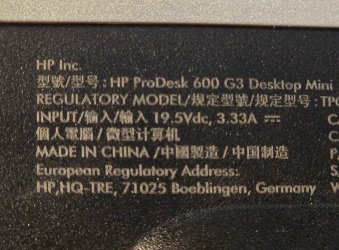 HP Inc.
型號/型号 : HP ProDesk 600 G3 Desktop Mini
REGULATORY MODEL/規定型號/规定型号 : TPC
INPUT/输入/輸入 19.5Vdc, 3.33A ⎓ CA
個人電腦 / 微型计算机 C
MADE IN CHINA /中國製造 / 中国制造 P
European Regulatory Address: S
HP,HQ-TRE, 71025 Boeblingen, Germany W